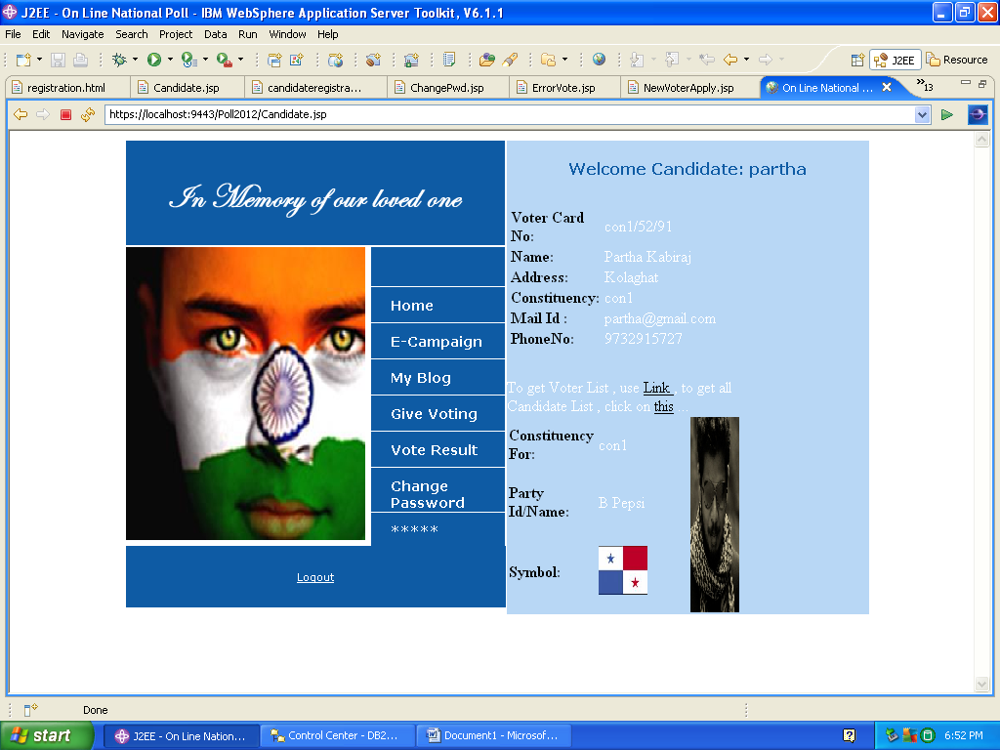 J2EE - On Line National Poll - IBM WebSphere Application Server Toolkit, V6.1.1
File Edit Navigate Search Project Data Run Window Help
J2EE Resource
registration.html Candidate.jsp candidateregistra... ChangePwd.jsp ErrorVote.jsp NewVoterApply.jsp On Line National ... »13
https://localhost:9443/Poll2012/Candidate.jsp
In Memory of our loved one
Home
E-Campaign
My Blog
Give Voting
Vote Result
Change
Password
*****
Logout
Welcome Candidate: partha
Voter Card
No: con1/52/91
Name: Partha Kabiraj
Address: Kolaghat
Constituency: con1
Mail Id : partha@gmail.com
PhoneNo: 9732915727
To get Voter List , use Link , to get all
Candidate List , click on this ...
Constituency
For: con1
Party
Id/Name: B Pepsi
Symbol:
Done
start J2EE - On Line Nation... Control Center - DB2... Document1 - Microsof... 6:52 PM